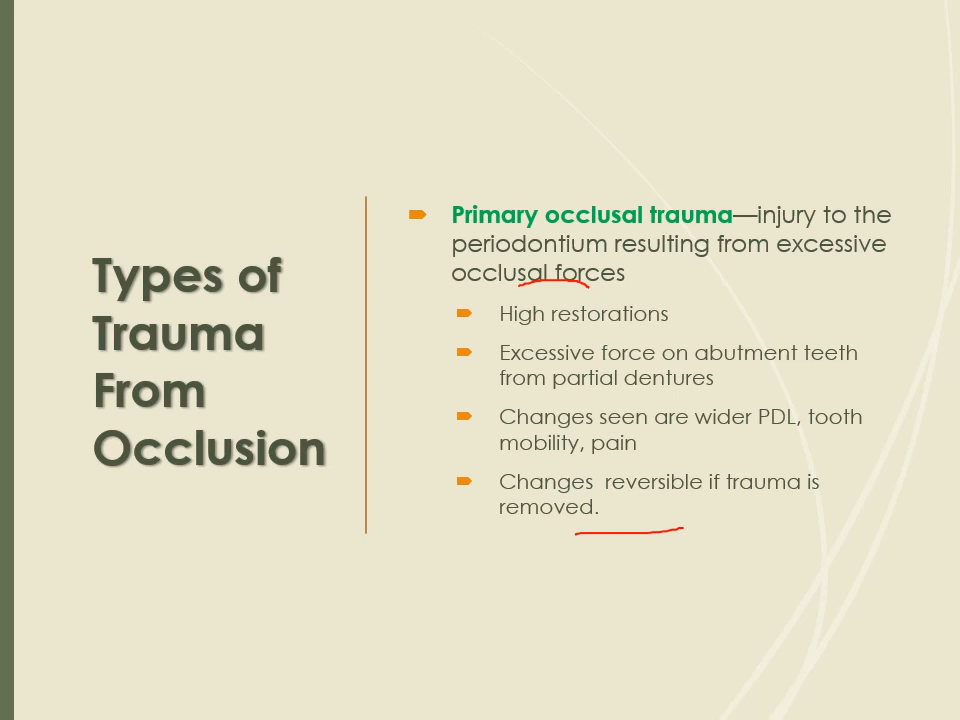 Types of
Trauma
From
Occlusion
Primary occlusal trauma—injury to the
periodontium resulting from excessive
occlusal forces
High restorations
Excessive force on abutment teeth
from partial dentures
Changes seen are wider PDL, tooth
mobility, pain
Changes  reversible if trauma is
removed.